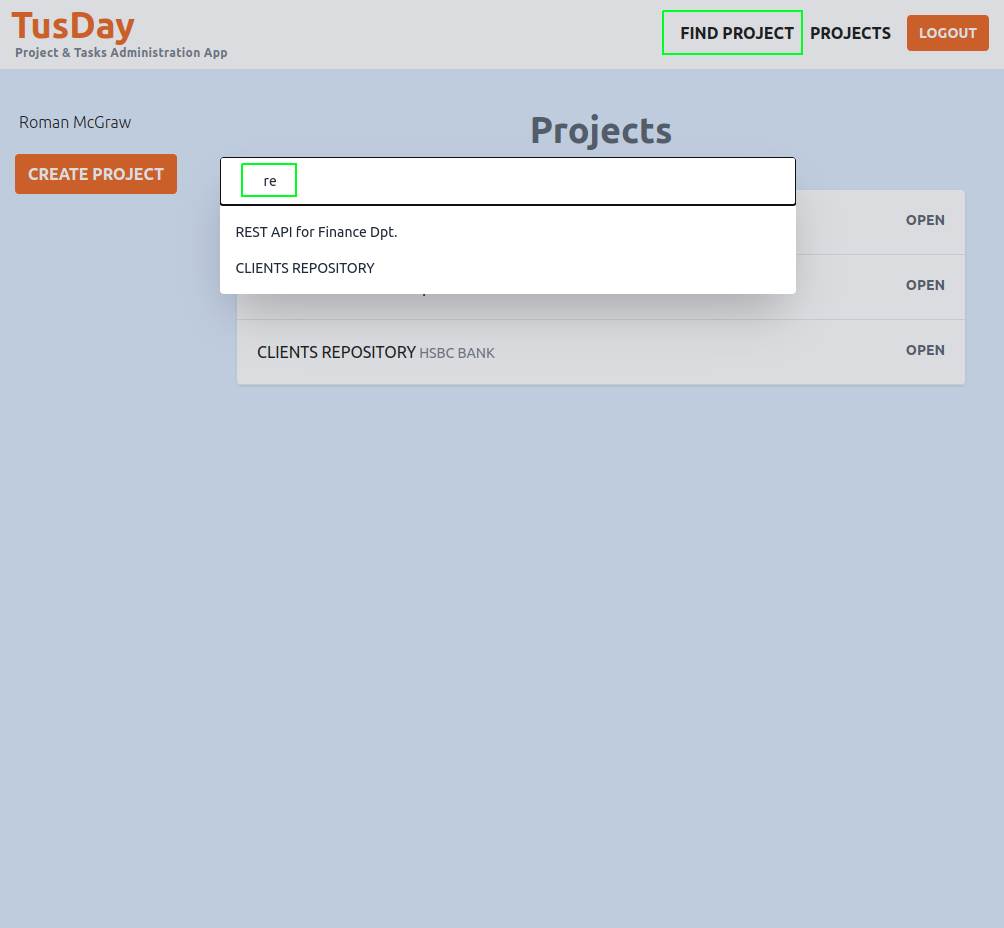 TusDay
Project & Tasks Administration App
FIND PROJECT
PROJECTS
LOGOUT
Roman McGraw
CREATE PROJECT
Projects
re
REST API for Finance Dpt.
CLIENTS REPOSITORY
OPEN
OPEN
CLIENTS REPOSITORY HSBC BANK
OPEN